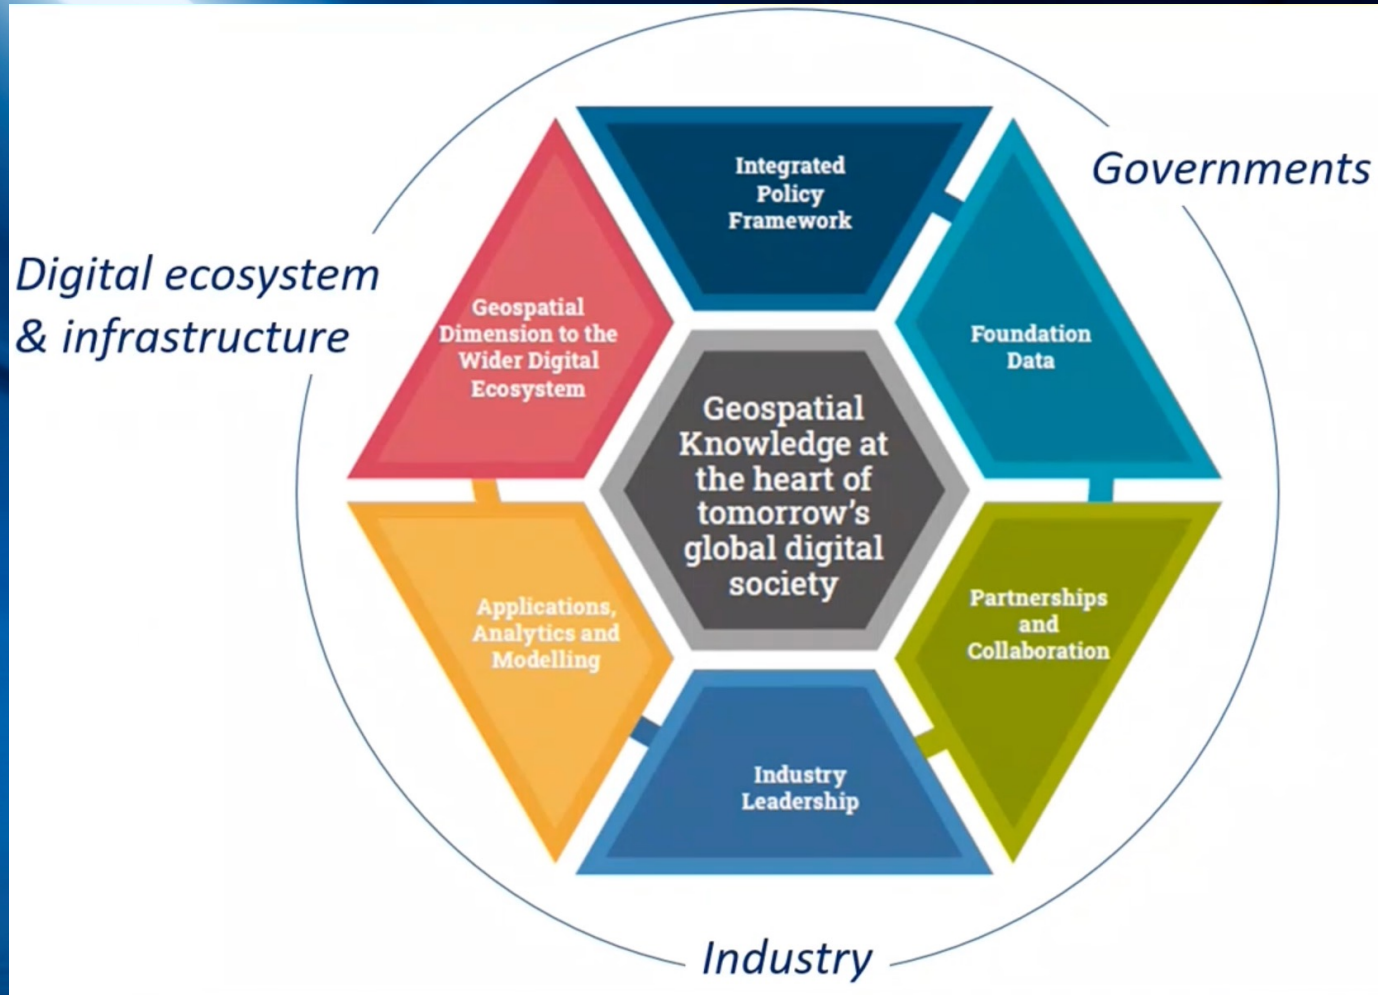 Integrated
Policy
Framework
Governments
Digital ecosystem
& infrastructure
Geospatial
Dimension to the
Wider Digital
Ecosystem
Foundation
Data
Geospatial
Knowledge at
the heart of
tomorrow's
global digital
society
Applications,
Analytics and
Modelling
Partnerships
and
Collaboration
Industry
Leadership
Industry